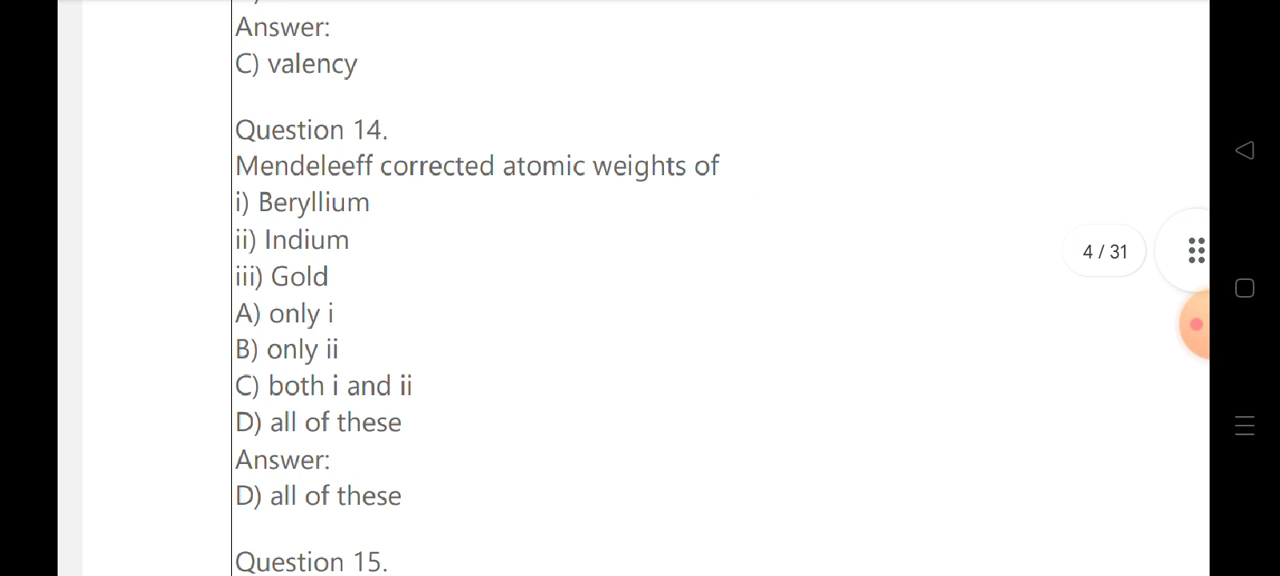 Answer:
C) valency
Question 14.
Mendeleeff corrected atomic weights of
i) Beryllium
ii) Indium
iii) Gold
A) only i
B) only ii
C) both i and ii
D) all of these
Answer:
D) all of these
Question 15.
4 / 31